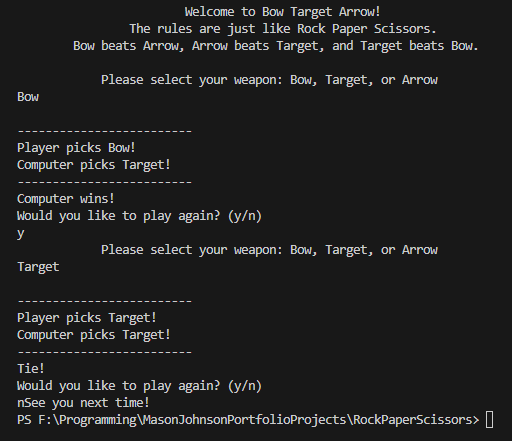 Welcome to Bow Target Arrow!
The rules are just like Rock Paper Scissors.
Bow beats Arrow, Arrow beats Target, and Target beats Bow.
Please select your weapon: Bow, Target, or Arrow
Bow
-------------------------
Player picks Bow!
Computer picks Target!
-------------------------
Computer wins!
Would you like to play again? (y/n)
y
Please select your weapon: Bow, Target, or Arrow
Target
-------------------------
Player picks Target!
Computer picks Target!
-------------------------
Tie!
Would you like to play again? (y/n)
nSee you next time!
PS F:\Programming\MasonJohnsonPortfolioProjects\RockPaperScissors>